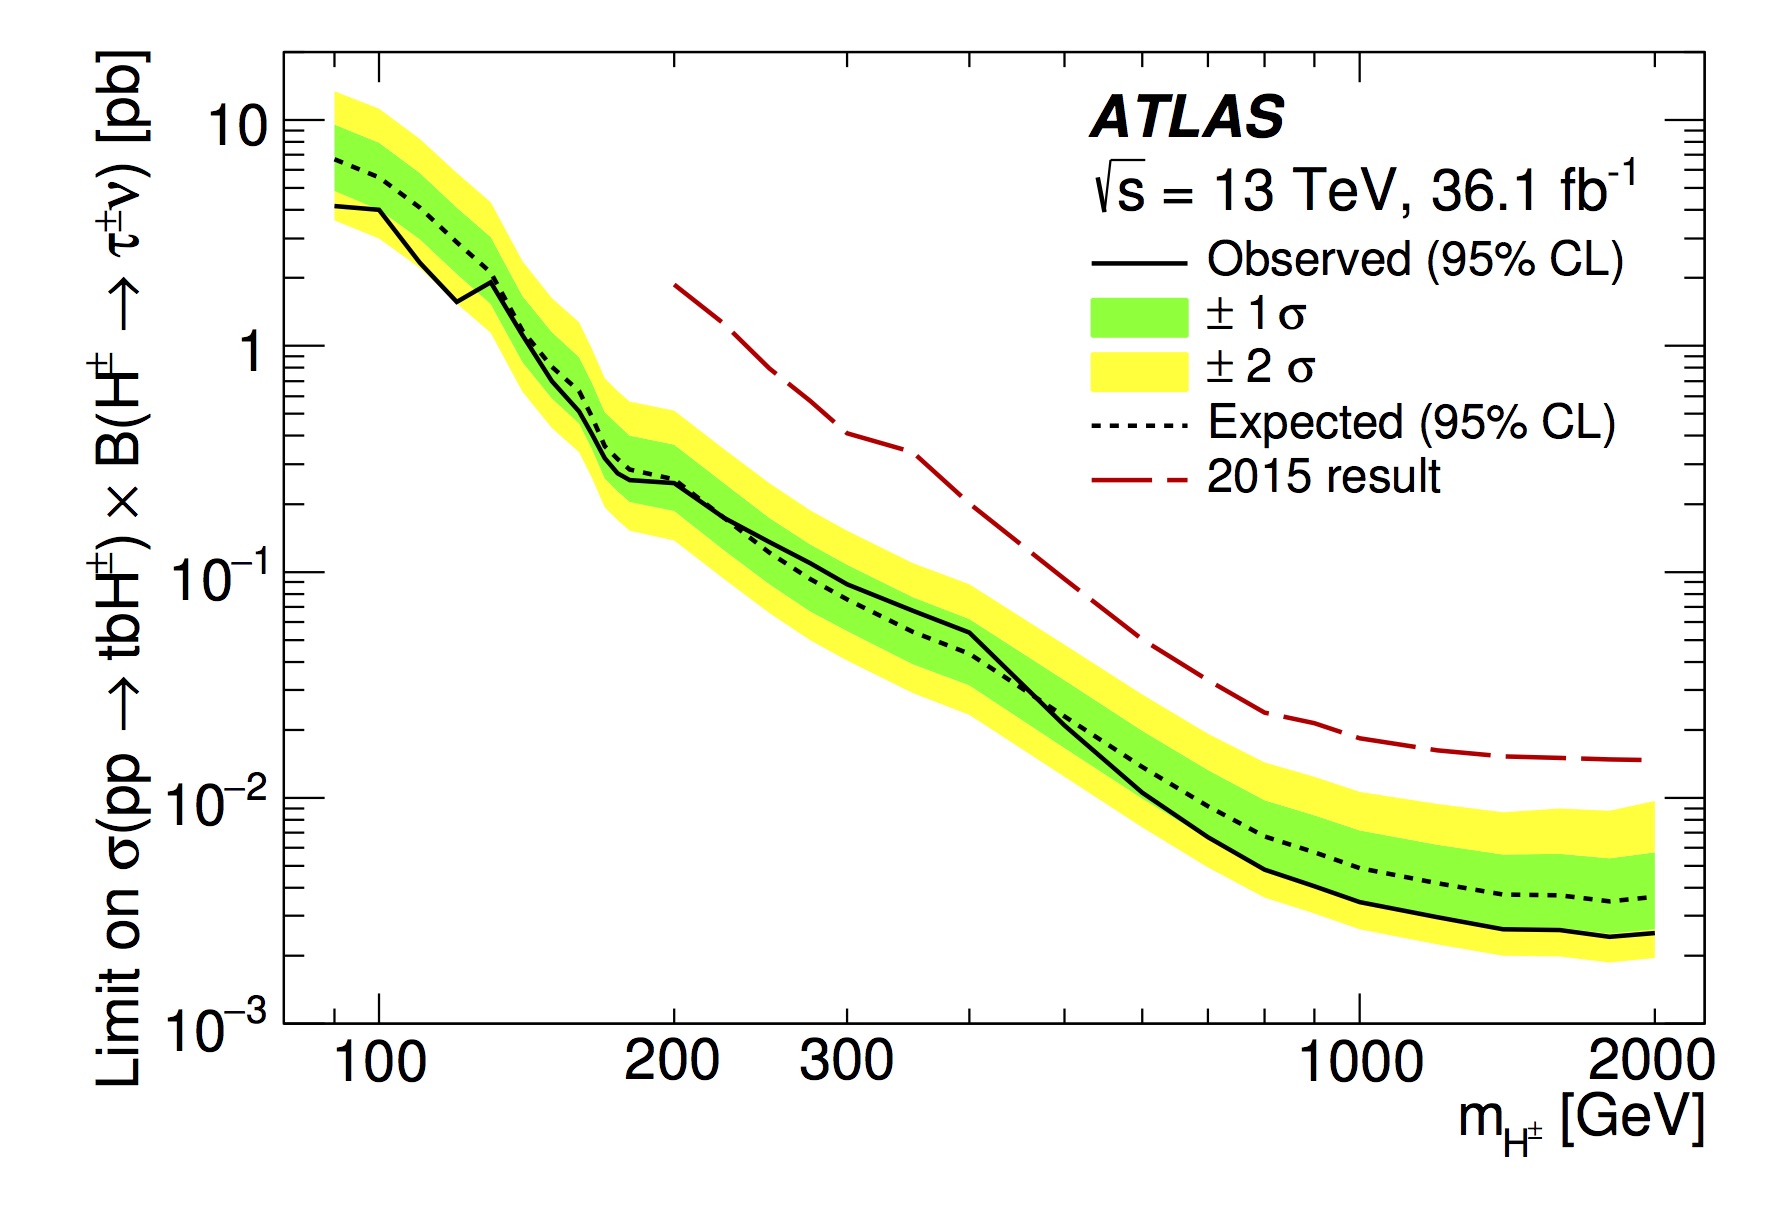 Limit on σ(pp → tbH±) × B(H± → τ±ν) [pb]
10
1
10⁻¹
10⁻²
10⁻³
ATLAS
√s = 13 TeV, 36.1 fb⁻¹
Observed (95% CL)
± 1 σ
± 2 σ
Expected (95% CL)
2015 result
100 200 300 1000 2000
m_H± [GeV]